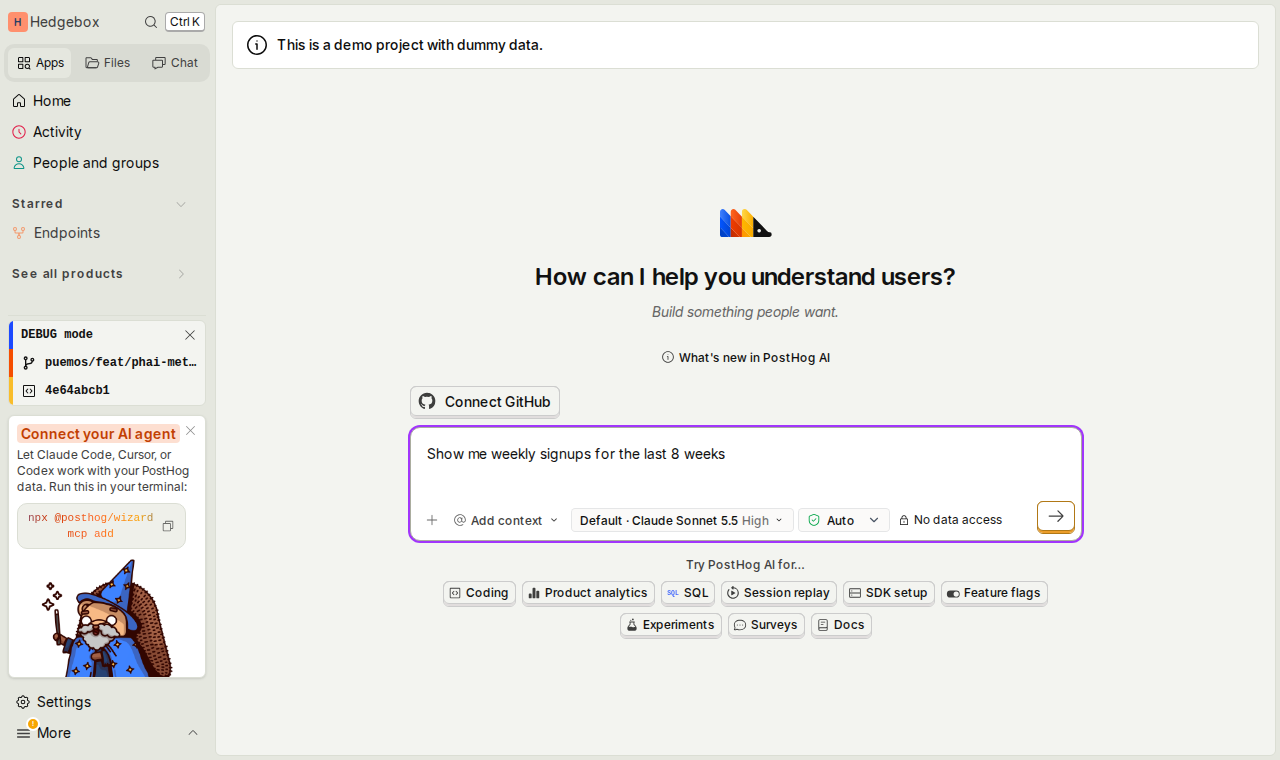 H Hedgebox Ctrl K
Apps Files Chat
Home
Activity
People and groups
Starred
Endpoints
See all products
DEBUG mode
puemos/feat/phai-met…
4e64abcb1
Connect your AI agent
Let Claude Code, Cursor, or
Codex work with your PostHog
data. Run this in your terminal:
npx @posthog/wizard
mcp add
Settings
More
This is a demo project with dummy data.
How can I help you understand users?
Build something people want.
What's new in PostHog AI
Connect GitHub
Show me weekly signups for the last 8 weeks
Add context Default · Claude Sonnet 5.5 High Auto No data access
Try PostHog AI for...
Coding Product analytics SQL SQL Session replay SDK setup Feature flags
Experiments Surveys Docs